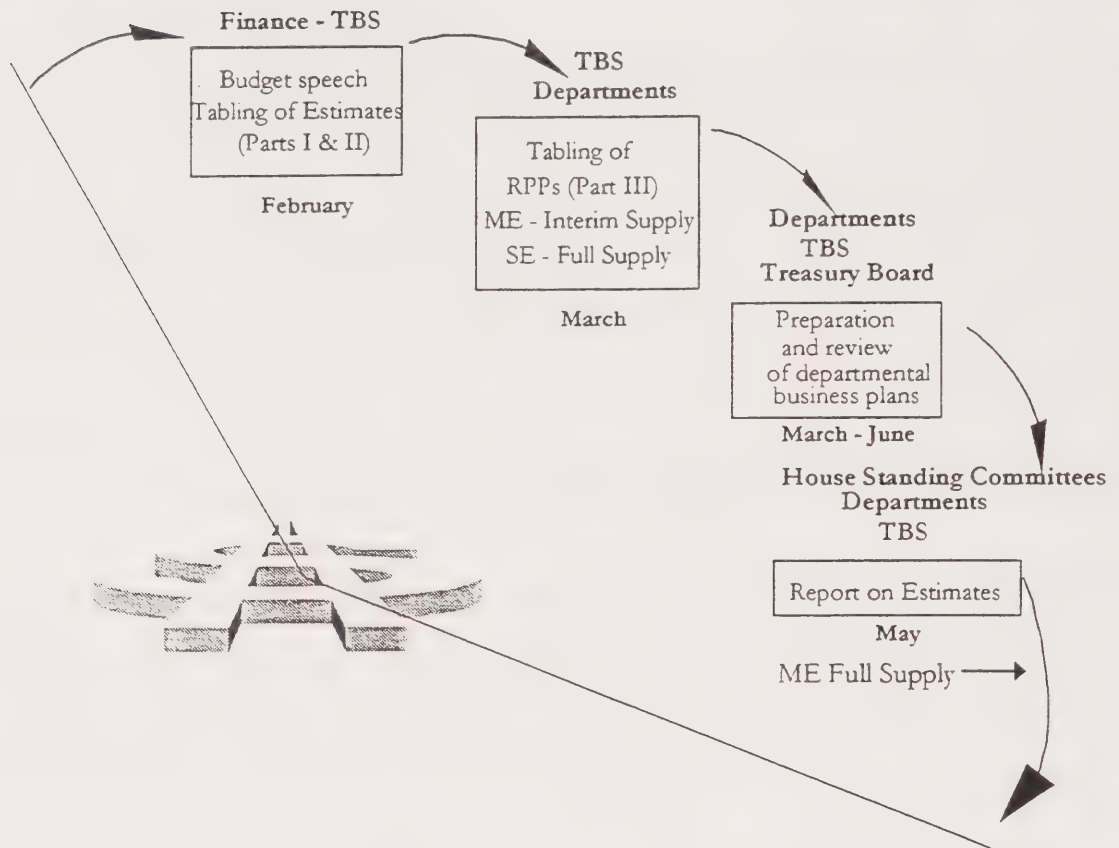 Finance - TBS
Budget speech
Tabling of Estimates
(Parts I & II)
February
TBS
Departments
Tabling of
RPPs (Part III)
ME - Interim Supply
SE - Full Supply
March
Departments
TBS
Treasury Board
Preparation
and review
of departmental
business plans
March - June
House Standing Committees
Departments
TBS
Report on Estimates
May
ME Full Supply